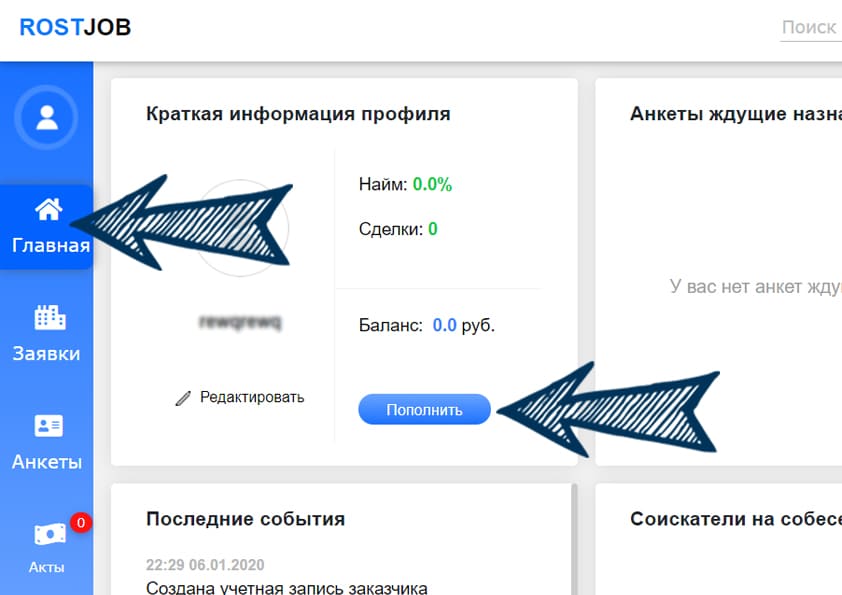 ROSTJOB
Поиск
Краткая информация профиля
Анкеты ждущие назна
Найм: 0.0%
Сделки: 0
Главная
У вас нет анкет жду
Баланс: 0.0 руб.
Заявки
Редактировать
Пополнить
Анкеты
Последние события
Соискатели на собесе
0
Акты
22:29 06.01.2020
Создана учетная запись заказчика